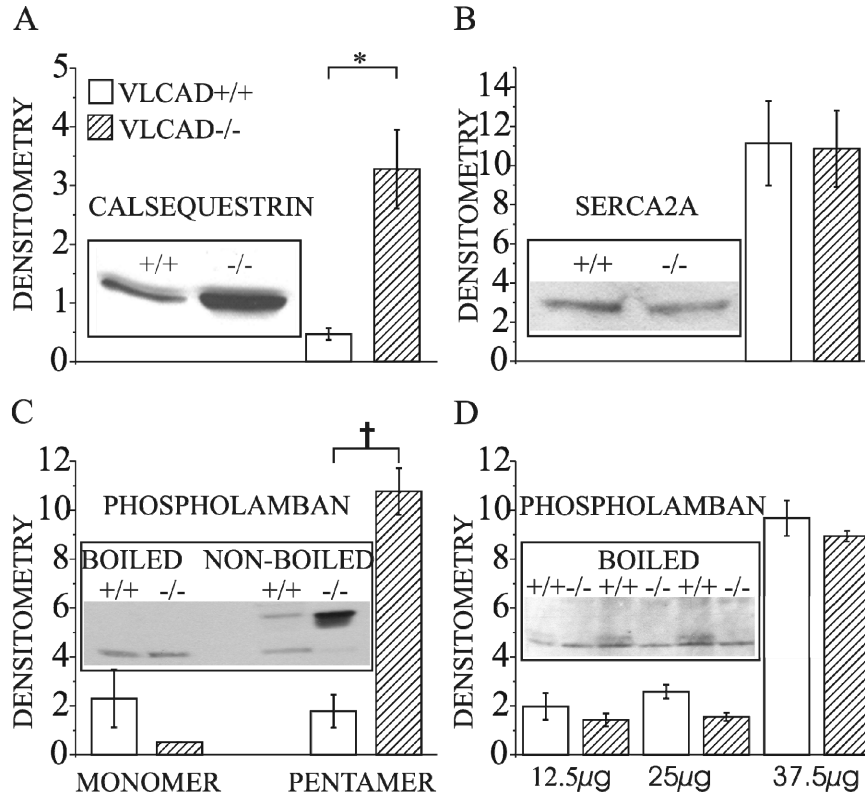 A
DENSITOMETRY
5
4
3
2
1
0
VLCAD+/+
VLCAD-/-
*
CALSEQUESTRIN
+/+ -/-
B
DENSITOMETRY
14
12
10
8
6
4
2
0
SERCA2A
+/+ -/-
C
DENSITOMETRY
12
10
8
6
4
2
0
†
PHOSPHOLAMBAN
BOILED NON-BOILED
+/+ -/- +/+ -/-
MONOMER PENTAMER
D
DENSITOMETRY
12
10
8
6
4
2
0
PHOSPHOLAMBAN
BOILED
+/+ -/- +/+ -/- +/+ -/-
12.5µg 25µg 37.5µg